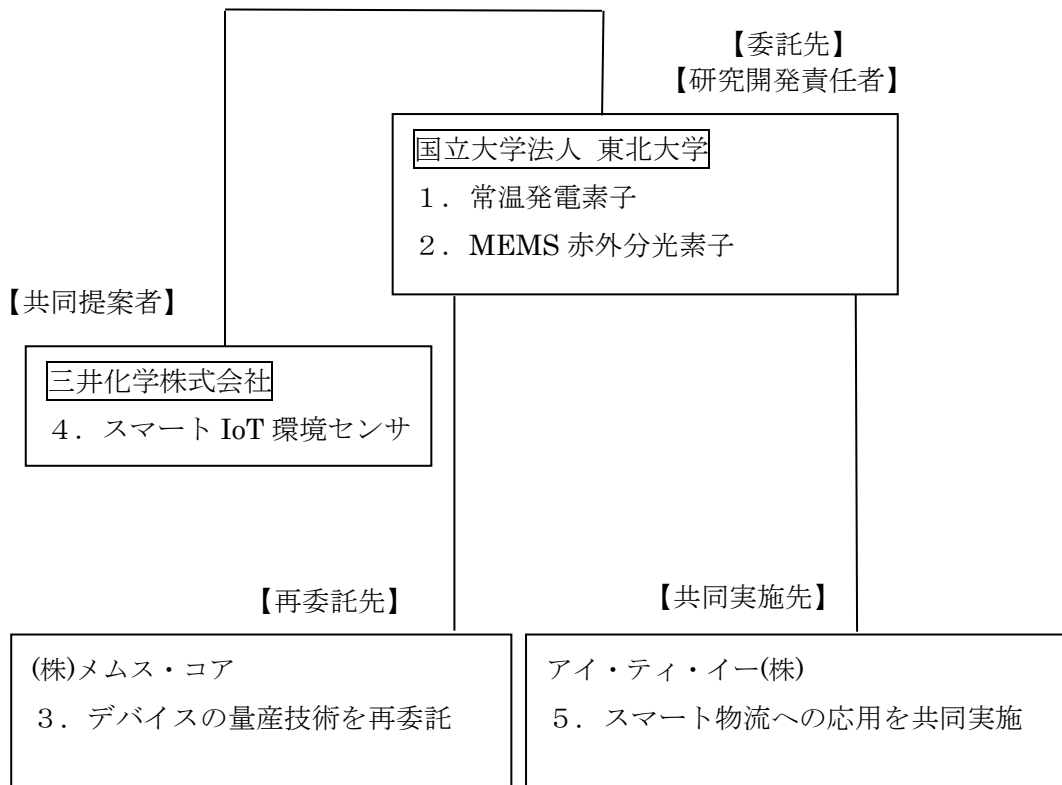 【委託先】
【研究開発責任者】
国立大学法人 東北大学
１．常温発電素子
２．MEMS 赤外分光素子
【共同提案者】
三井化学株式会社
４．スマート IoT 環境センサ
【再委託先】
【共同実施先】
(株)メムス・コア
３．デバイスの量産技術を再委託
アイ・ティ・イー(株)
５．スマート物流への応用を共同実施